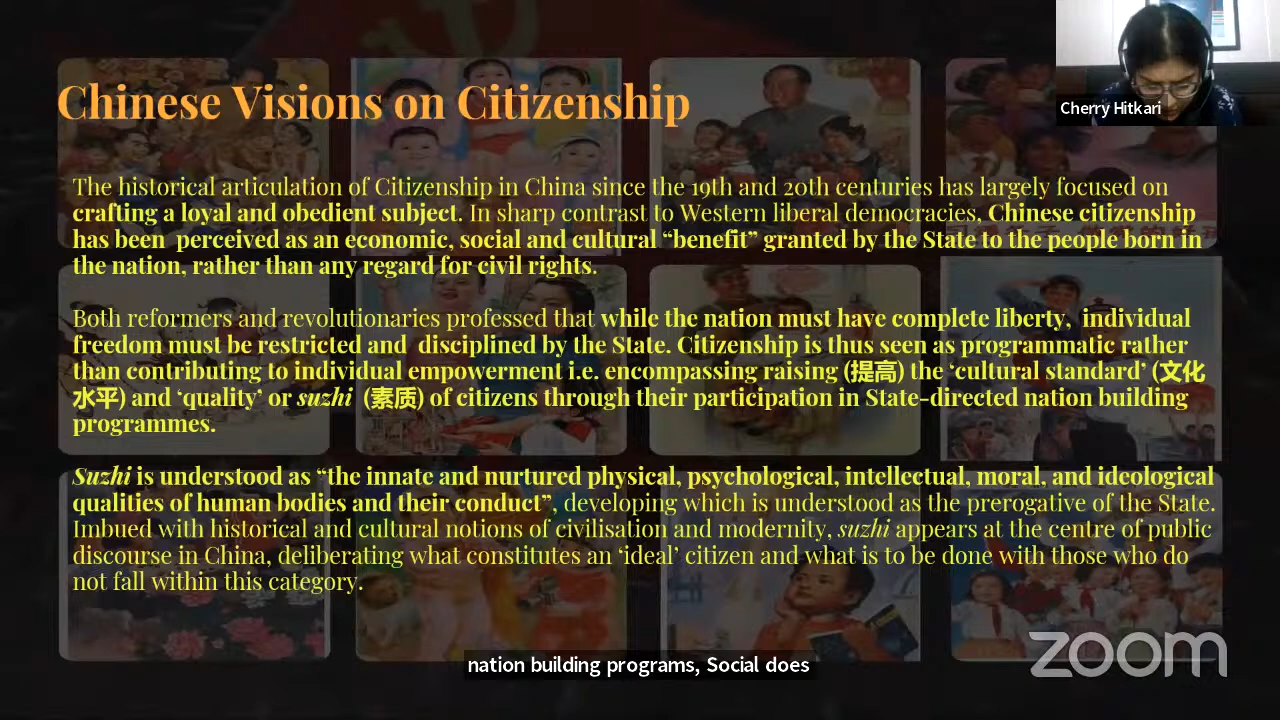 Chinese Visions on Citizenship
Cherry Hitkari
The historical articulation of Citizenship in China since the 19th and 20th centuries has largely focused on
crafting a loyal and obedient subject. In sharp contrast to Western liberal democracies, Chinese citizenship
has been perceived as an economic, social and cultural “benefit” granted by the State to the people born in
the nation, rather than any regard for civil rights.
Both reformers and revolutionaries professed that while the nation must have complete liberty, individual
freedom must be restricted and disciplined by the State. Citizenship is thus seen as programmatic rather
than contributing to individual empowerment i.e. encompassing raising (提高) the ‘cultural standard’ (文化
水平) and ‘quality’ or suzhi (素质) of citizens through their participation in State-directed nation building
programmes.
Suzhi is understood as “the innate and nurtured physical, psychological, intellectual, moral, and ideological
qualities of human bodies and their conduct”, developing which is understood as the prerogative of the State.
Imbued with historical and cultural notions of civilisation and modernity, suzhi appears at the centre of public
discourse in China, deliberating what constitutes an ‘ideal’ citizen and what is to be done with those who do
not fall within this category.
zoom
nation building programs, Social does